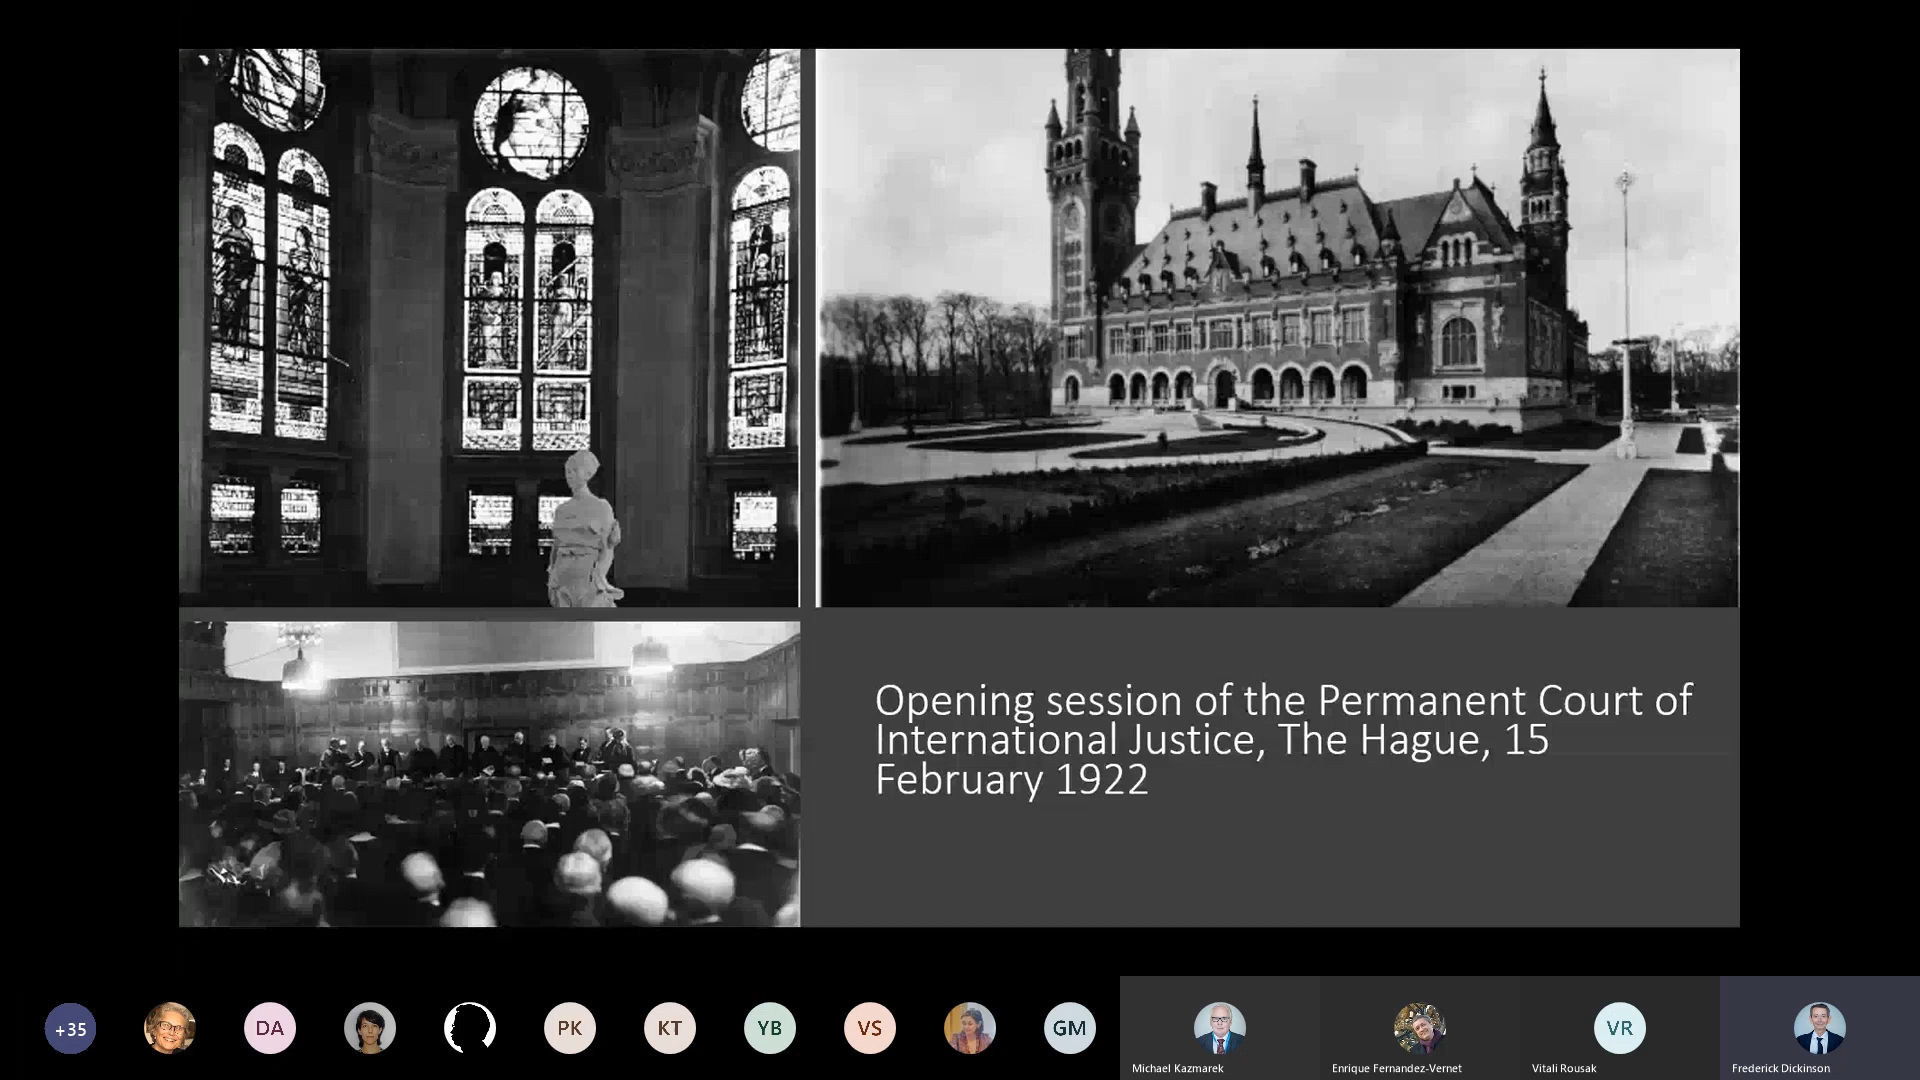 Opening session of the Permanent Court of
International Justice, The Hague, 15
February 1922
+35
DA
PK
KT
YB
VS
GM
VR
Michael Kazmarek
Enrique Fernandez-Vernet
Vitali Rousak
Frederick Dickinson